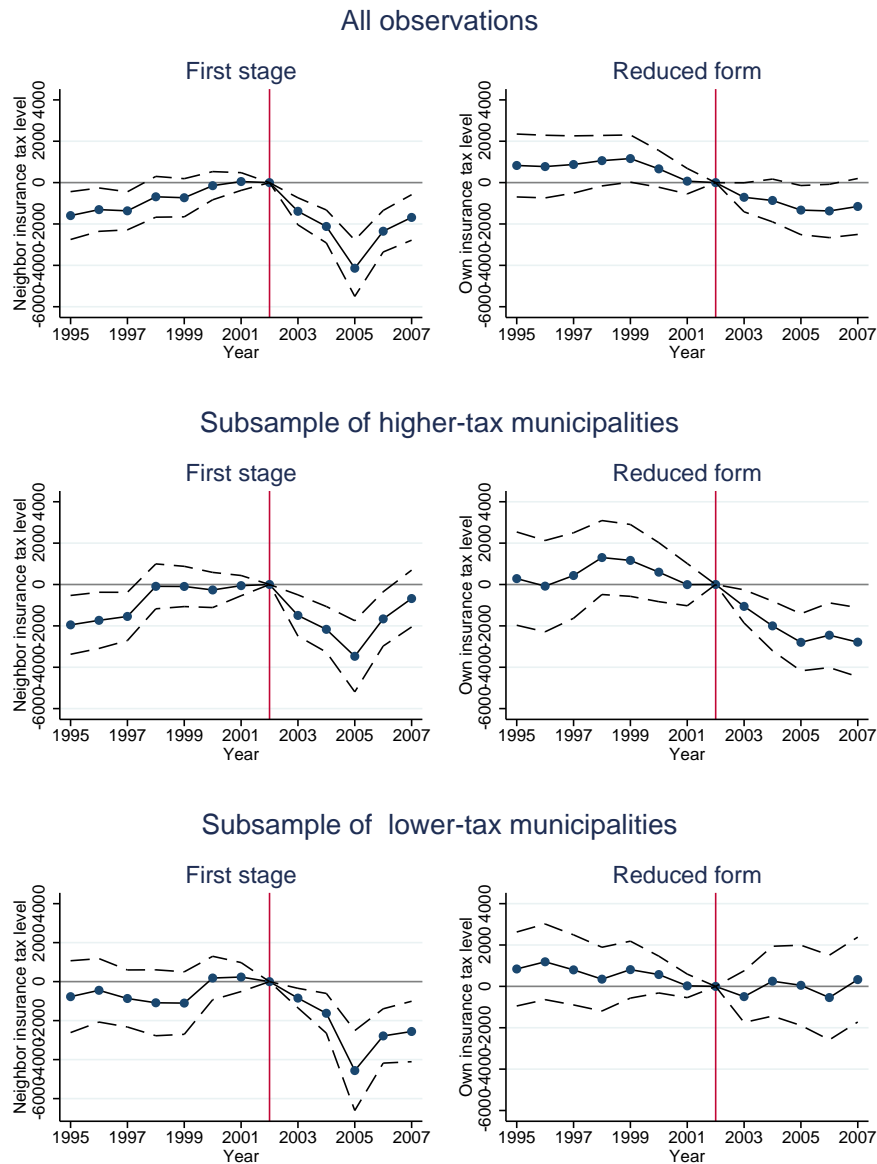 All observations
First stage
Neighbor insurance tax level
-6000 -4000 -2000 0 2000 4000
1995 1997 1999 2001 2003 2005 2007
Year
Reduced form
Own insurance tax level
-6000 -4000 -2000 0 2000 4000
1995 1997 1999 2001 2003 2005 2007
Year
Subsample of higher-tax municipalities
First stage
Neighbor insurance tax level
-6000 -4000 -2000 0 2000 4000
1995 1997 1999 2001 2003 2005 2007
Year
Reduced form
Own insurance tax level
-6000 -4000 -2000 0 2000 4000
1995 1997 1999 2001 2003 2005 2007
Year
Subsample of  lower-tax municipalities
First stage
Neighbor insurance tax level
-6000 -4000 -2000 0 2000 4000
1995 1997 1999 2001 2003 2005 2007
Year
Reduced form
Own insurance tax level
-6000 -4000 -2000 0 2000 4000
1995 1997 1999 2001 2003 2005 2007
Year